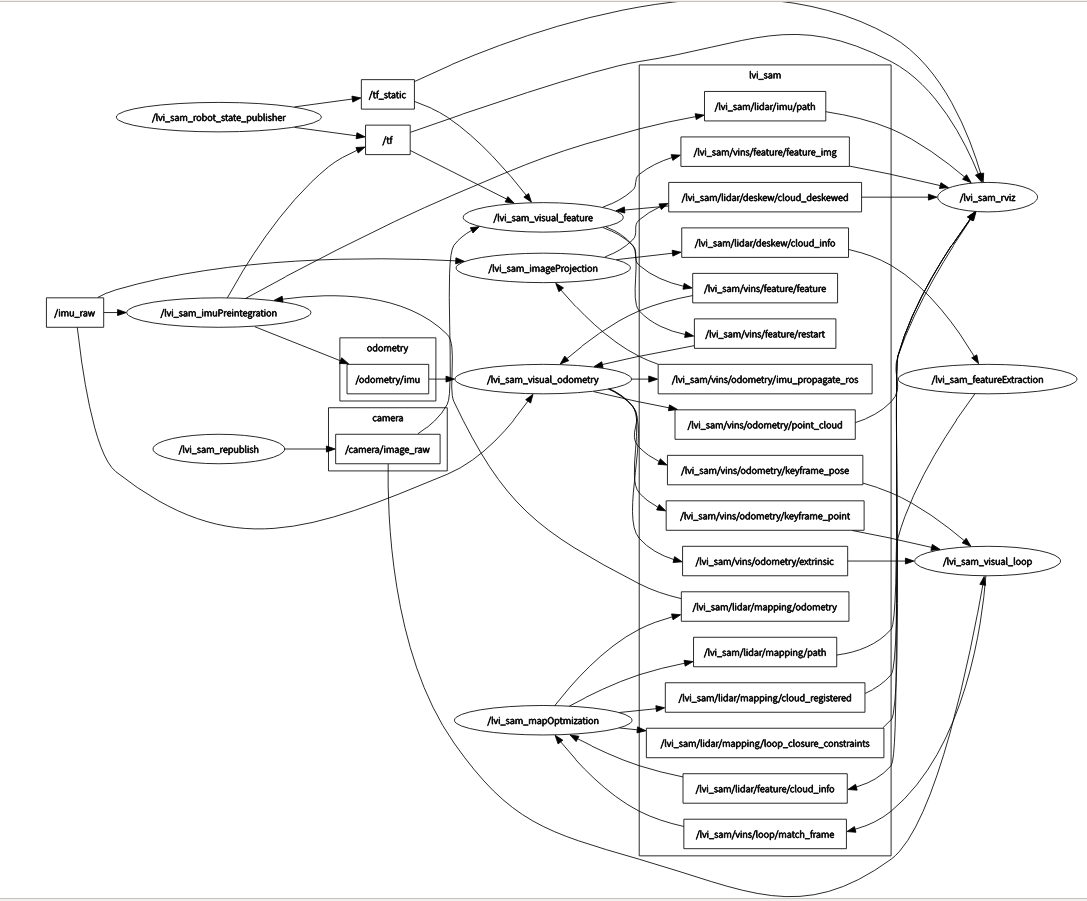 lvi_sam
/tf_static
/lvi_sam/lidar/imu/path
/lvi_sam_robot_state_publisher
/tf
/lvi_sam/vins/feature/feature_img
/lvi_sam/lidar/deskew/cloud_deskewed
/lvi_sam_rviz
/lvi_sam_visual_feature
/lvi_sam/lidar/deskew/cloud_info
/lvi_sam_imageProjection
/lvi_sam/vins/feature/feature
/imu_raw
/lvi_sam_imuPreintegration
/lvi_sam/vins/feature/restart
odometry
/odometry/imu
/lvi_sam_visual_odometry
/lvi_sam/vins/odometry/imu_propagate_ros
/lvi_sam_featureExtraction
camera
/lvi_sam/vins/odometry/point_cloud
/lvi_sam_republish
/camera/image_raw
/lvi_sam/vins/odometry/keyframe_pose
/lvi_sam/vins/odometry/keyframe_point
/lvi_sam/vins/odometry/extrinsic
/lvi_sam_visual_loop
/lvi_sam/lidar/mapping/odometry
/lvi_sam/lidar/mapping/path
/lvi_sam/lidar/mapping/cloud_registered
/lvi_sam_mapOptmization
/lvi_sam/lidar/mapping/loop_closure_constraints
/lvi_sam/lidar/feature/cloud_info
/lvi_sam/vins/loop/match_frame